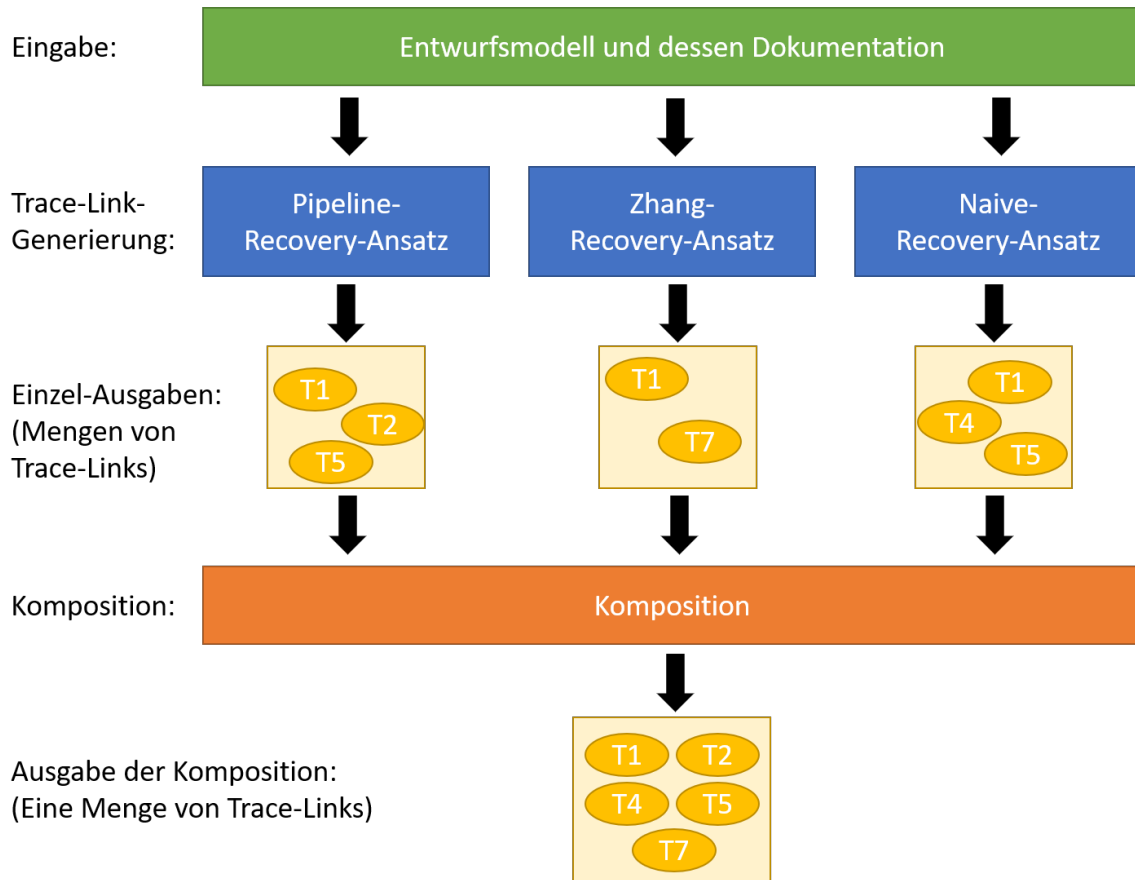 Eingabe:
Entwurfsmodell und dessen Dokumentation
Trace-Link-
Generierung:
Pipeline-
Recovery-Ansatz
Zhang-
Recovery-Ansatz
Naive-
Recovery-Ansatz
Einzel-Ausgaben:
(Mengen von
Trace-Links)
T1
T2
T5
T1
T7
T1
T4
T5
Komposition:
Komposition
Ausgabe der Komposition:
(Eine Menge von Trace-Links)
T1 T2
T4 T5
T7